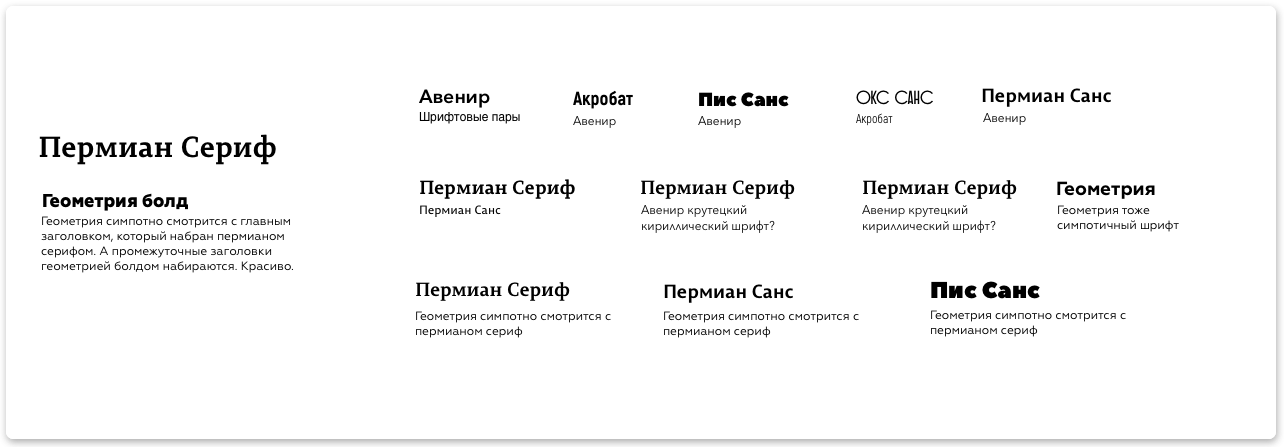 Пермиан Сериф
Геометрия болд
Геометрия симпотно смотрится с главным
заголовком, который набран пермианом
серифом. А промежуточные заголовки
геометрией болдом набираются. Красиво.
Авенир
Шрифтовые пары
Акробат
Авенир
Пис Санс
Авенир
ОКС САНС
Акробат
Пермиан Санс
Авенир
Пермиан Сериф
Пермиан Санс
Пермиан Сериф
Авенир крутецкий
кириллический шрифт?
Пермиан Сериф
Авенир крутецкий
кириллический шрифт?
Геометрия
Геометрия тоже
симпотичный шрифт
Пермиан Сериф
Геометрия симпотно смотрится с
пермианом сериф
Пермиан Санс
Геометрия симпотно смотрится с
пермианом сериф
Пис Санс
Геометрия симпотно смотрится с
пермианом сериф